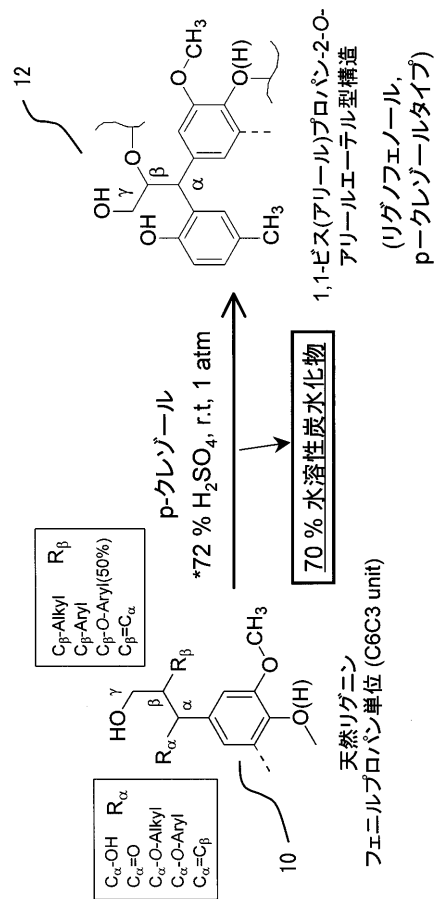 Rα
Cα-OH
Cα=O
Cα-O-Alkyl
Cα-O-Aryl
Cα=Cβ
Rβ
Cβ-Alkyl
Cβ-Aryl
Cβ-O-Aryl(50%)
Cβ=Cα
HO
γ
β
Rβ
Rα
α
O
CH3
O(H)
10
天然リグニン
フェニルプロパン単位 (C6C3 unit)
p-クレゾール
*72 % H2SO4, r.t, 1 atm
70 % 水溶性炭水化物
12
OH
γ
O
β
OH
α
CH3
O
CH3
O(H)
1,1-ビス(アリール)プロパン-2-O-
アリールエーテル型構造
(リグノフェノール,
p-クレゾールタイプ)